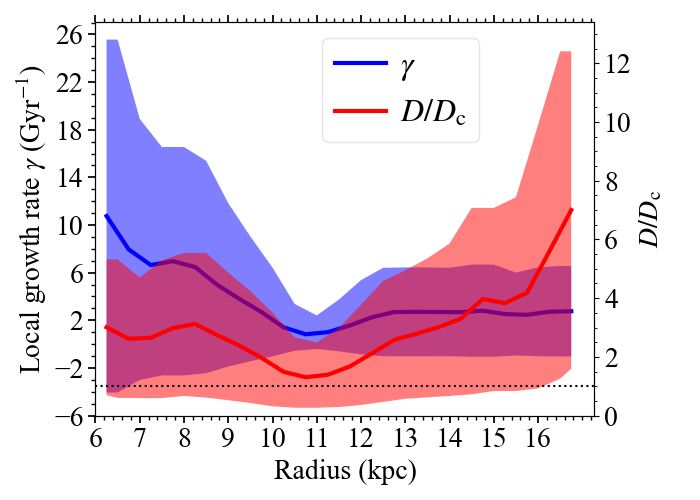 26
22
18
14
10
6
2
−2
−6
Local growth rate γ (Gyr⁻¹)
γ
D/Dc
12
10
8
6
4
2
0
D/Dc
6 7 8 9 10 11 12 13 14 15 16
Radius (kpc)